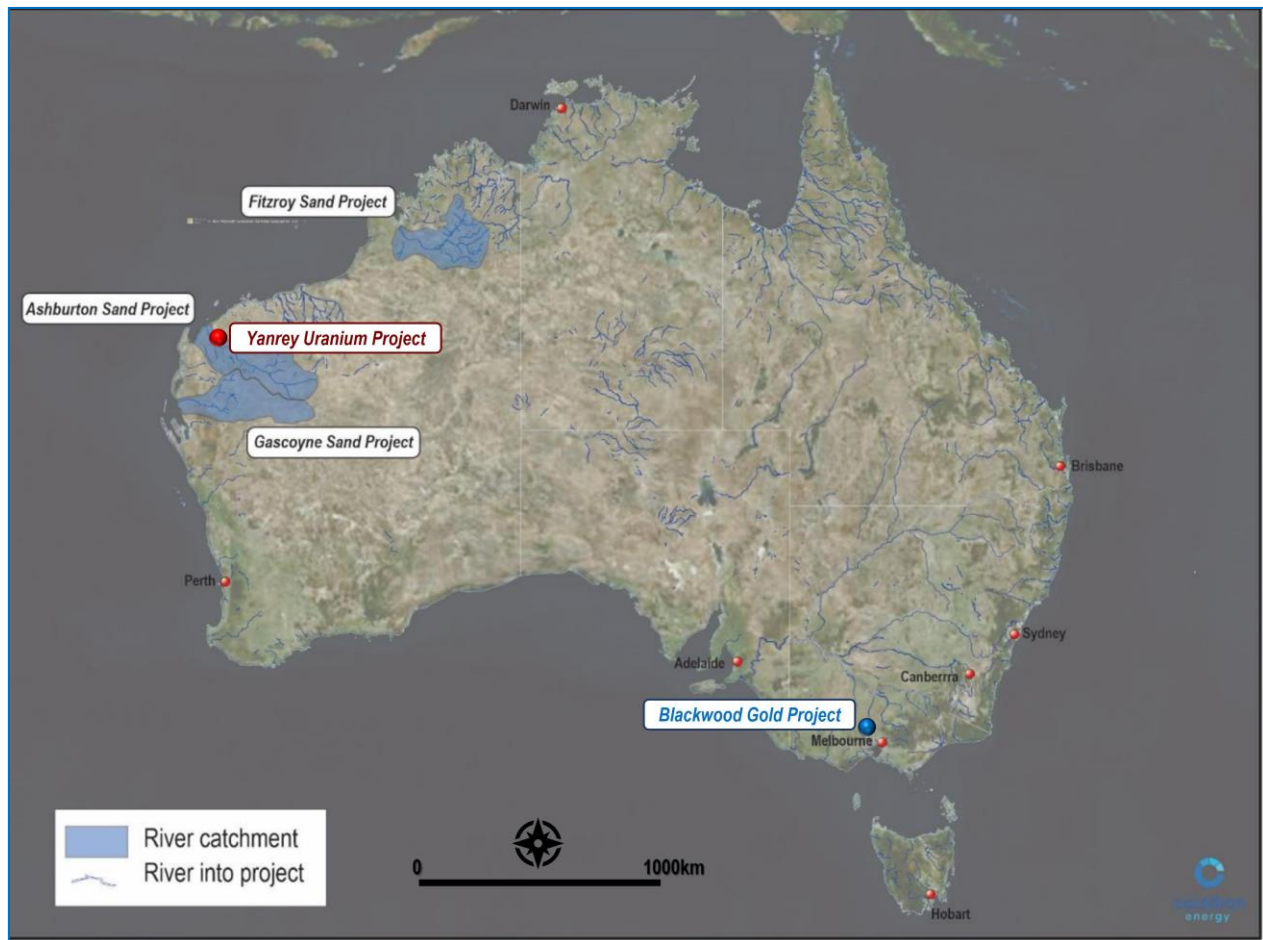 Darwin
Fitzroy Sand Project
Ashburton Sand Project
Yanrey Uranium Project
Gascoyne Sand Project
Brisbane
Perth
Sydney
Adelaide
Canberrra
Blackwood Gold Project
Melbourne
River catchment
River into project
0 1000km
energy
Hobart